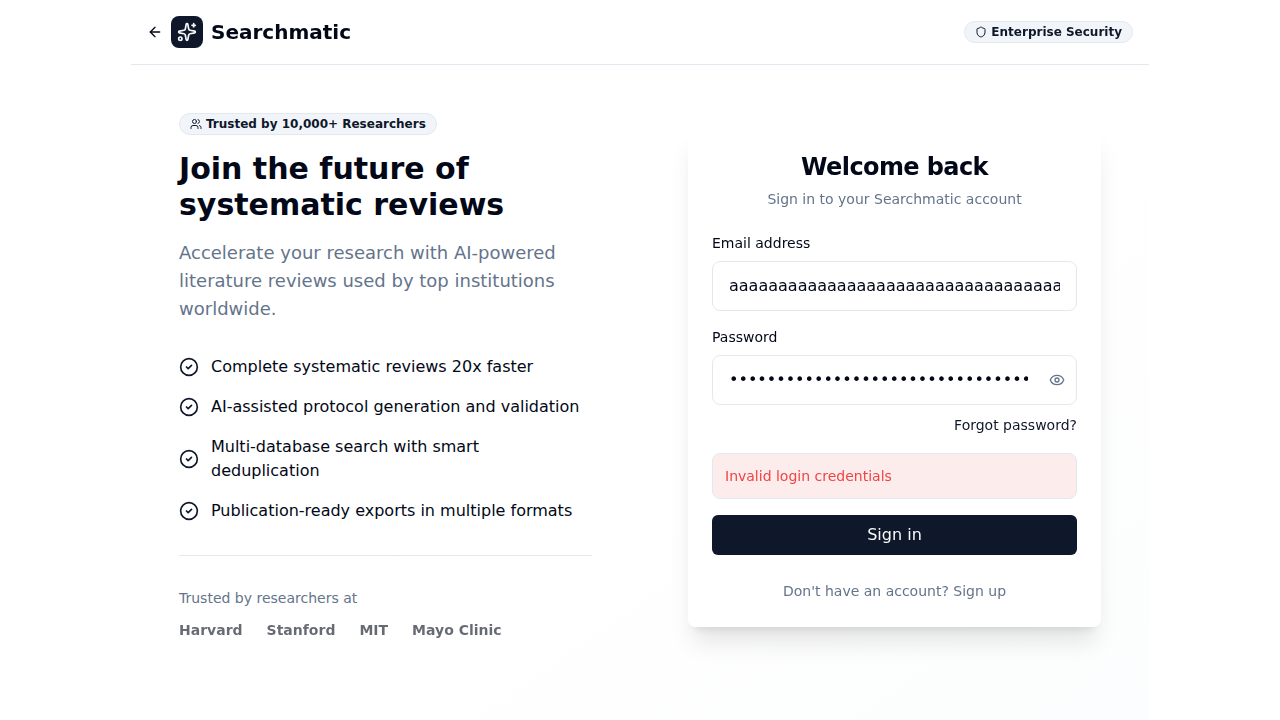 Searchmatic
Enterprise Security
Trusted by 10,000+ Researchers
Join the future of
systematic reviews
Accelerate your research with AI-powered
literature reviews used by top institutions
worldwide.
Complete systematic reviews 20x faster
AI-assisted protocol generation and validation
Multi-database search with smart
deduplication
Publication-ready exports in multiple formats
Trusted by researchers at
Harvard Stanford MIT Mayo Clinic
Welcome back
Sign in to your Searchmatic account
Email address
aaaaaaaaaaaaaaaaaaaaaaaaaaaaaaaaaa
Password
••••••••••••••••••••••••••••••••
Forgot password?
Invalid login credentials
Sign in
Don't have an account? Sign up